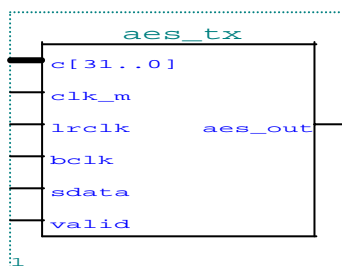 aes_tx
c[31..0]
clk_m
lrclk aes_out
bclk
sdata
valid
1